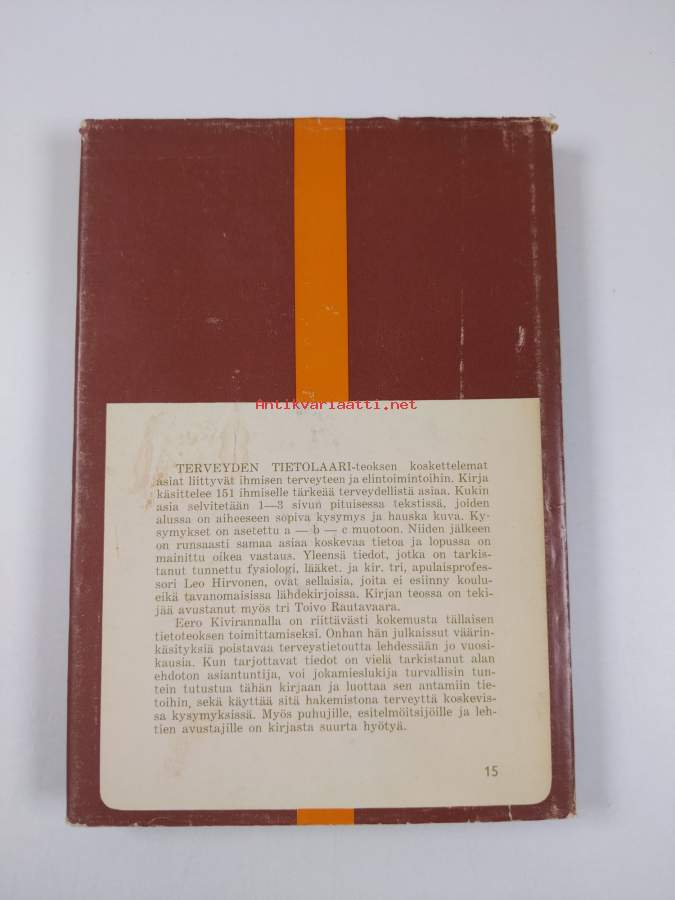 Antikvariaatti.net
TERVEYDEN TIETOLAARI-teoksen koskettelemat
asiat liittyvät ihmisen terveyteen ja elintoimintoihin. Kirja
käsittelee 151 ihmiselle tärkeää terveydellistä asiaa. Kukin
asia selvitetään 1—3 sivun pituisessa tekstissä, joiden
alussa on aiheeseen sopiva kysymys ja hauska kuva. Ky-
symykset on asetettu a — b — c muotoon. Niiden jälkeen
on runsaasti samaa asiaa koskevaa tietoa ja lopussa on
mainittu oikea vastaus. Yleensä tiedot, jotka on tarkis-
tanut tunnettu fysiologi, lääket. ja kir. tri, apulaisprofes-
sori Leo Hirvonen, ovat sellaisia, joita ei esiinny koulu-
eikä tavanomaisissa lähdekirjoissa. Kirjan teossa on teki-
jää avustanut myös tri Toivo Rautavaara.
Eero Kivirannalla on riittävästi kokemusta tällaisen
tietoteoksen toimittamiseksi. Onhan hän julkaissut väärin-
käsityksiä poistavaa terveystietoutta lehdessään jo vuosi-
kausia. Kun tarjottavat tiedot on vielä tarkistanut alan
ehdoton asiantuntija, voi jokamieslukija turvallisin tun-
tein tutustua tähän kirjaan ja luottaa sen antamiin tie-
toihin, sekä käyttää sitä hakemistona terveyttä koskevis-
sa kysymyksissä. Myös puhujille, esitelmöitsijöille ja leh-
tien avustajille on kirjasta suurta hyötyä.
15